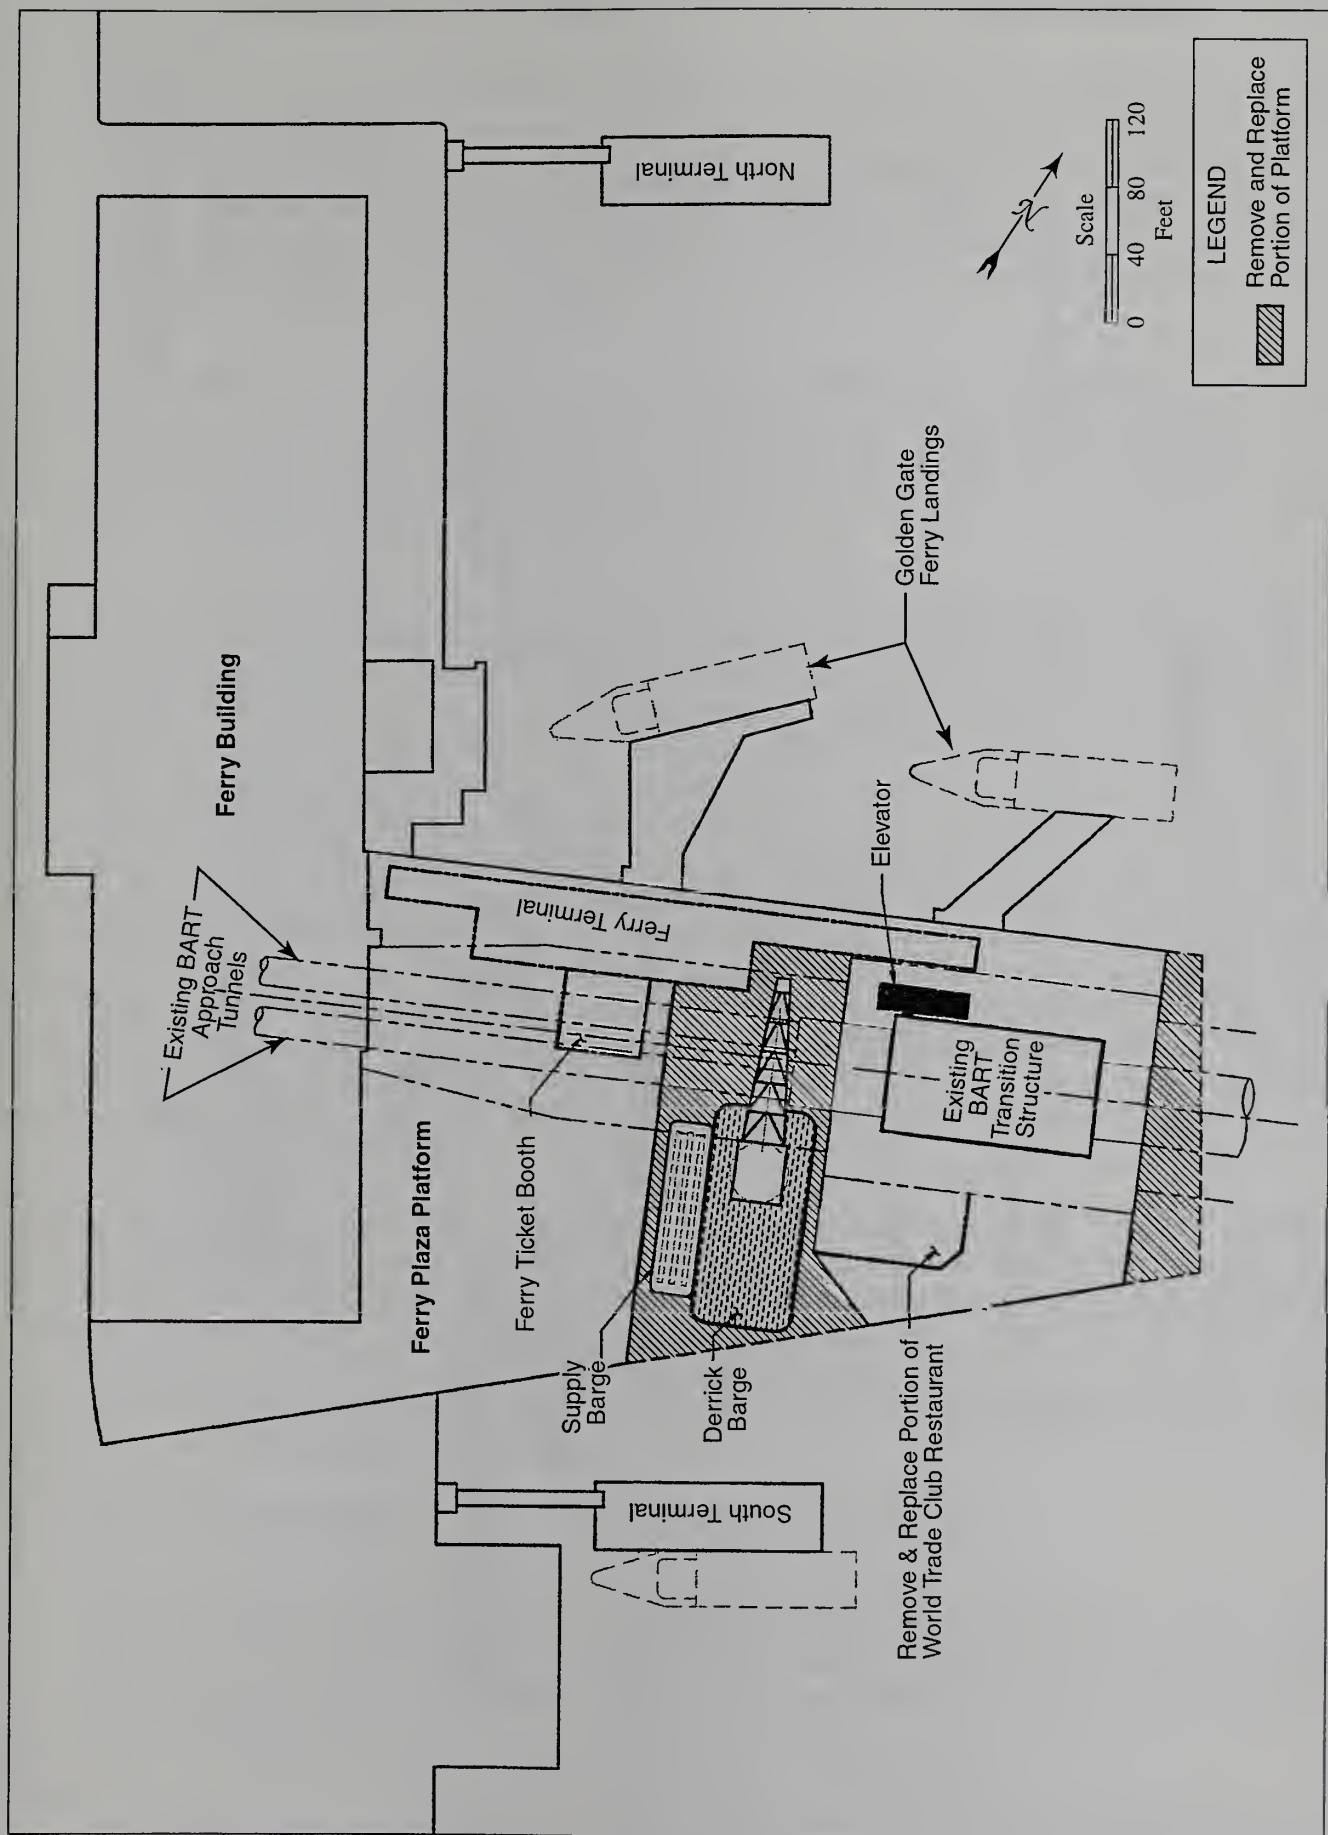 Ferry Building
Existing BART
Approach
Tunnels
Ferry Plaza Platform
Ferry Ticket Booth
Ferry Terminal
North Terminal
South Terminal
Supply
Barge
Derrick
Barge
Elevator
Existing
BART
Transition
Structure
Golden Gate
Ferry Landings
Remove & Replace Portion of
World Trade Club Restaurant
N
Scale
0 40 80 120
Feet
LEGEND
Remove and Replace
Portion of Platform